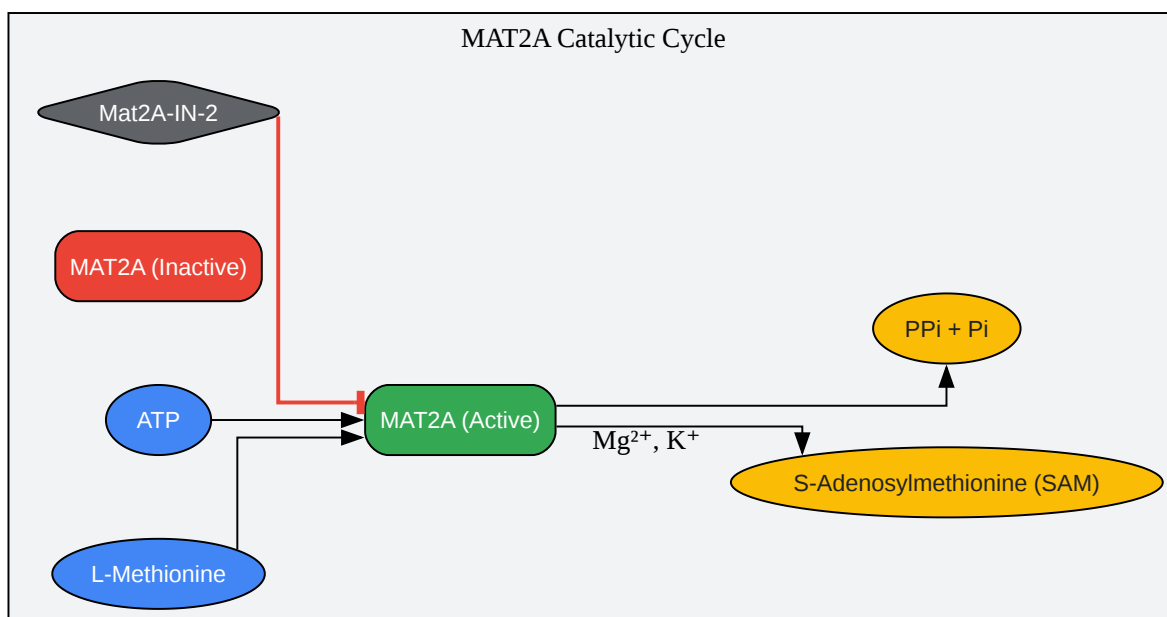 MAT2A Catalytic Cycle
Mat2A-IN-2
MAT2A (Inactive)
PPi + Pi
ATP
MAT2A (Active)
Mg²⁺, K⁺
S-Adenosylmethionine (SAM)
L-Methionine